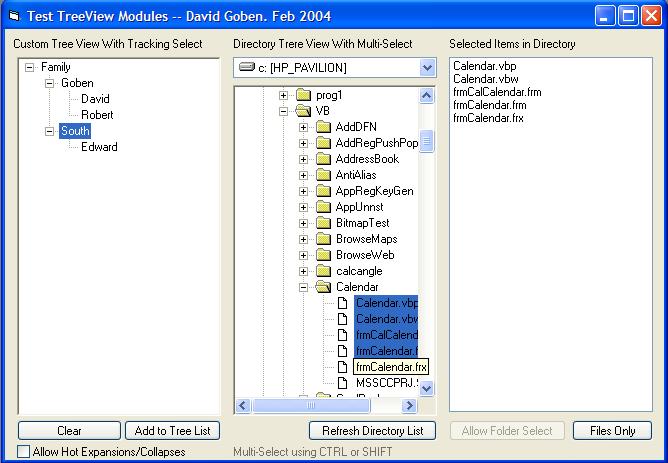 Test TreeView Modules -- David Goben. Feb 2004
Custom Tree View With Tracking Select
Directory Trere View With Multi-Select
Selected Items in Directory
Family
Goben
David
Robert
South
Edward
c: [HP_PAVILION]
prog1
VB
AddDFN
AddRegPushPop
AddressBook
AntiAlias
AppRegKeyGen
AppUnnst
BitmapTest
BrowseMaps
BrowseWeb
calcangle
Calendar
Calendar.vbp
Calendar.vbw
frmCalCalend
frmCalendar.f
frmCalendar.frx
MSSCCPRJ.S
Calendar.vbp
Calendar.vbw
frmCalCalendar.frm
frmCalendar.frm
frmCalendar.frx
Clear
Add to Tree List
Refresh Directory List
Allow Folder Select
Files Only
Allow Hot Expansions/Collapses
Multi-Select using CTRL or SHIFT